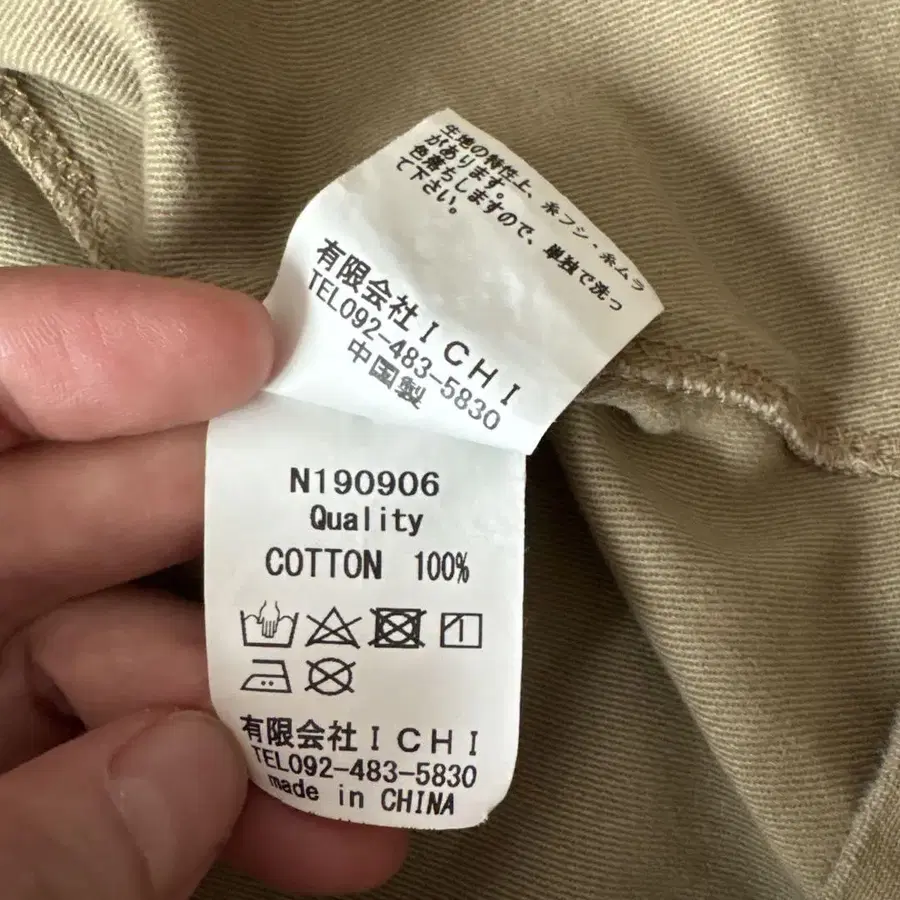 生地の特性上、糸フシ・糸ムラ
があります。
色落ちしますので、単独で洗っ
て下さい。
有限会社ICHI
TEL092-483-5830
中国製
N190906
Quality
COTTON 100%
有限会社ICHI
TEL092-483-5830
made in CHINA